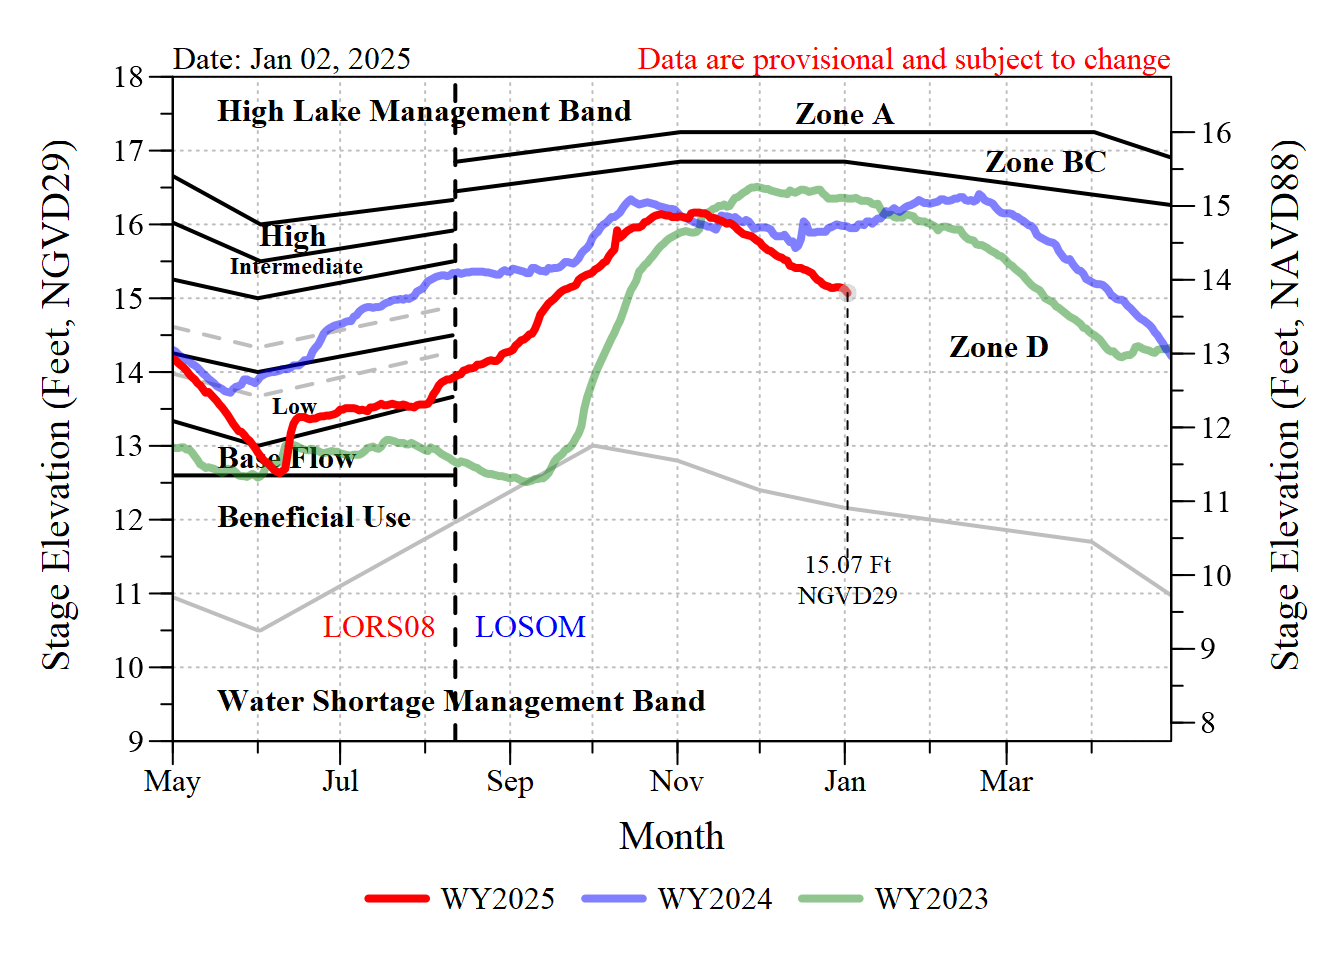 Date: Jan 02, 2025
Data are provisional and subject to change
18
17
16
15
14
13
12
11
10
9
Stage Elevation (Feet, NGVD29)
High Lake Management Band
Zone A
Zone BC
High
Intermediate
Low
Base Flow
Beneficial Use
Zone D
15.07 Ft
NGVD29
LORS08
LOSOM
Water Shortage Management Band
16
15
14
13
12
11
10
9
8
Stage Elevation (Feet, NAVD88)
May
Jul
Sep
Nov
Jan
Mar
Month
WY2025
WY2024
WY2023